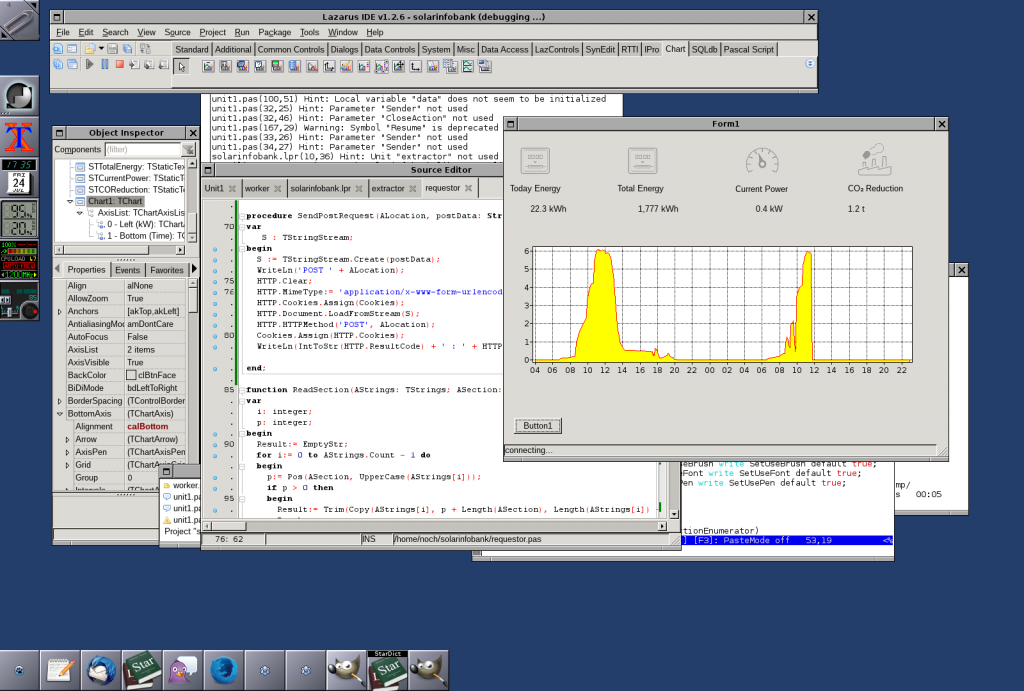 Lazarus IDE v1.2.6 - solarinfobank (debugging ...)
File Edit Search View Source Project Run Package Tools Window Help
Standard Additional Common Controls Dialogs Data Controls System Misc Data Access LazControls SynEdit RTTI IPro Chart SQLdb Pascal Script
unit1.pas(100,51) Hint: Local variable "data" does not seem to be initialized
unit1.pas(32,25) Hint: Parameter "Sender" not used
unit1.pas(32,46) Hint: Parameter "CloseAction" not used
unit1.pas(167,29) Warning: Symbol "Resume" is deprecated
unit1.pas(33,26) Hint: Parameter "Sender" not used
unit1.pas(34,27) Hint: Parameter "Sender" not used
solarinfobank.lpr(10,36) Hint: Unit "extractor" not used
17:35
FRI
24
95%
20%
100%
Object Inspector
Components (filter)
STTotalEnergy: TStaticTe
STCurrentPower: TStaticT
STCOReduction: TStaticTe
Chart1: TChart
AxisList: TChartAxisLis
0 - Left (kW): TChart
1 - Bottom (Time): TC
Properties Events Favorites
Align alNone
AllowZoom True
Anchors [akTop,akLeft]
AntialiasingMod amDontCare
AutoFocus False
AxisList 2 items
AxisVisible True
BackColor clBtnFace
BiDiMode bdLeftToRight
BorderSpacing (TControlBorder
BottomAxis (TChartAxis)
Alignment calBottom
Arrow (TChartArrow)
AxisPen (TChartAxisPen
Grid
Group 0
worker.
unit1.pa
unit1.pa
unit1.pa
Project "s
Source Editor
Unit1 worker solarinfobank.lpr extractor requestor
procedure SendPostRequest(ALocation, postData: Str
70 var
S : TStringStream;
begin
S := TStringStream.Create(postData);
WriteLn('POST ' + ALocation);
75 HTTP.Clear;
76 HTTP.MimeType:= 'application/x-www-form-urlencod
HTTP.Cookies.Assign(Cookies);
HTTP.Document.LoadFromStream(S);
HTTP.HTTPMethod('POST', ALocation);
80 Cookies.Assign(HTTP.Cookies);
WriteLn(IntToStr(HTTP.ResultCode) + ' : ' + HTTP
end;
85 function ReadSection(AStrings: TStrings; ASection:
var
i: integer;
p: integer;
begin
90 Result:= EmptyStr;
for i:= 0 to AStrings.Count - 1 do
begin
p:= Pos(ASection, UpperCase(AStrings[i]));
if p > 0 then
95 begin
Result:= Trim(Copy(AStrings[i], p + Length(ASection), Length(AStrings[i])
76: 62 INS /home/noch/solarinfobank/requestor.pas
Form1
Today Energy Total Energy Current Power CO₂ Reduction
22.3 kWh 1,777 kWh 0.4 kW 1.2 t
6
5
4
3
2
1
0
04 06 08 10 12 14 16 18 20 22 00 02 04 06 08 10 12 14 16 18 20 22
Button1
connecting...
eBrush write SetUseBrush default true;
eFont write SetUseFont default true;
Pen write SetUsePen default true;
tionEnumerator)
] [F3]: PasteMode off 53,19 <%
mp/
s 00:05
Star
StarDict
Star